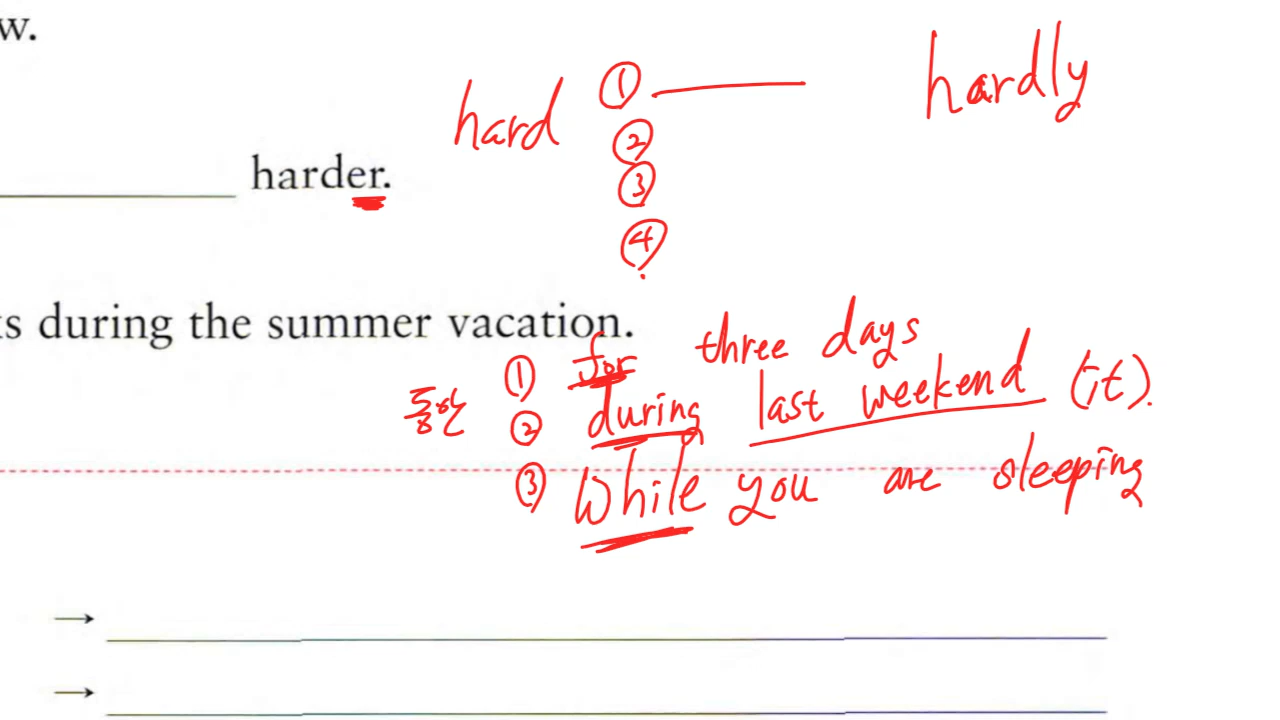 w.
hard ① hardly
②
harder.
③
④
s during the summer vacation.
① for three days
동안 ② during last weekend (it).
③ While you are sleeping
→
→